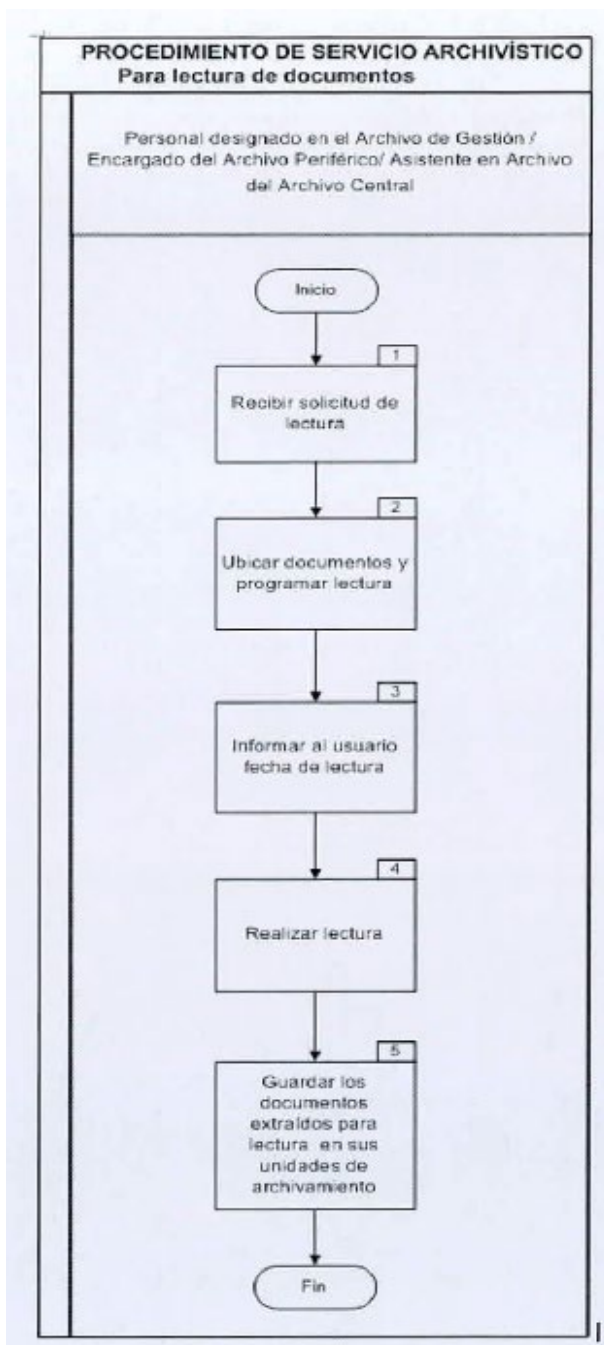 PROCEDIMIENTO DE SERVICIO ARCHIVÍSTICO
Para lectura de documentos
Personal designado en el Archivo de Gestión /
Encargado del Archivo Periférico/ Asistente en Archivo
del Archivo Central
Inicio
1
Recibir solicitud de
lectura
2
Ubicar documentos y
programar lectura
3
Informar al usuario
fecha de lectura
4
Realizar lectura
5
Guardar los
documentos
extraídos para
lectura en sus
unidades de
archivamiento
Fin